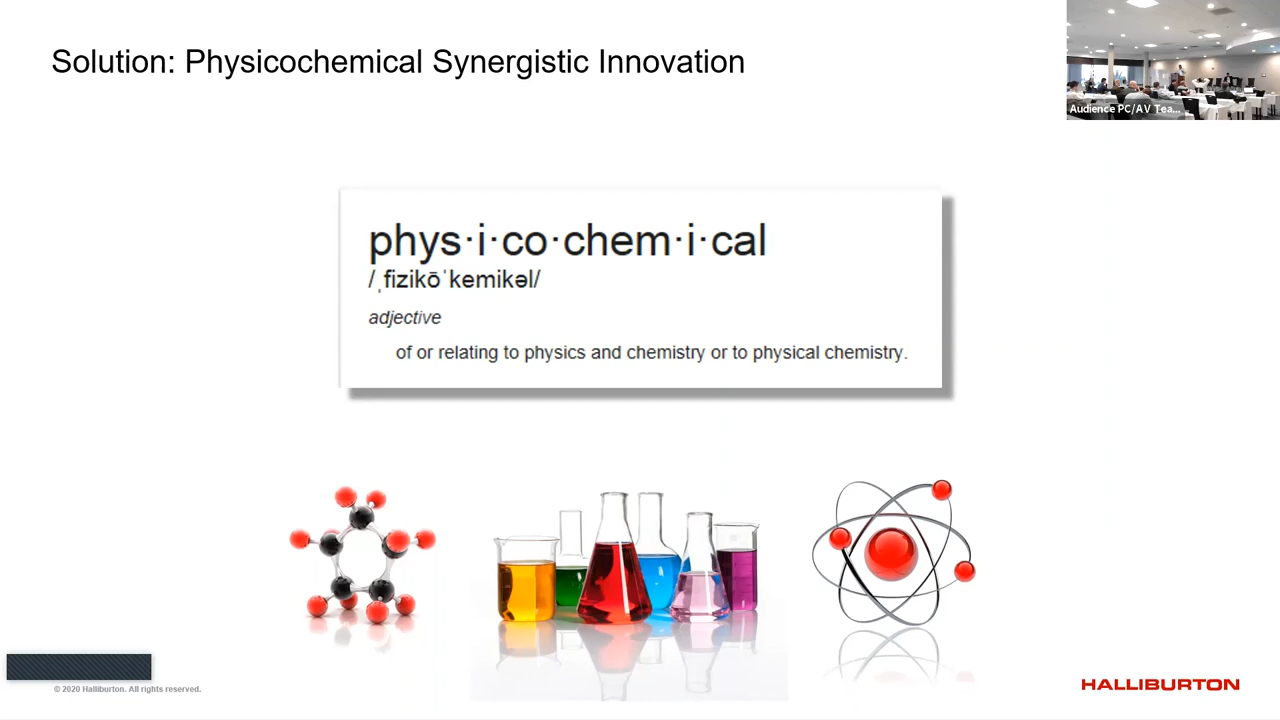 Solution: Physicochemical Synergistic Innovation
Audience PC/AV Tea...
phys·i·co·chem·i·cal
/ˌfizikōˈkemikəl/
adjective
of or relating to physics and chemistry or to physical chemistry.
© 2020 Halliburton. All rights reserved.
HALLIBURTON